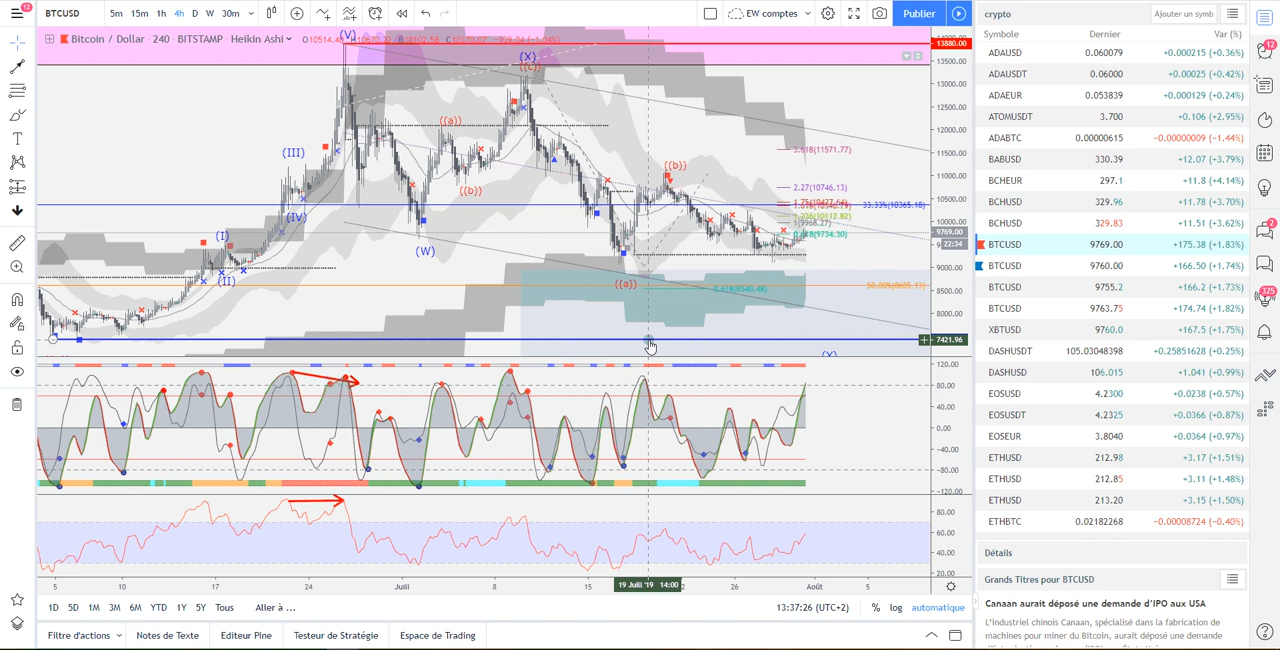 12
BTCUSD
5m 15m 1h 4h D W 30m
EW comptes
Publier
Bitcoin / Dollar · 240 · BITSTAMP · Heikin Ashi
(V)
(X)
((c))
((a))
((b))
(III)
(IV)
(I)
(II)
(W)
((b))
((a))
(Y)
3.618(11571.77)
2.27(10746.13)
33.33%(10365.18)
1(9968.27)
0.618(9734.30)
0.618(8540.48)
50.00%(8605.13)
13880.00
13500.00
13000.00
12500.00
12000.00
11500.00
11000.00
10500.00
10000.00
9769.00
22:34
9000.00
8500.00
8000.00
7421.96
120.00
80.00
40.00
0.00
−40.00
−80.00
−120.00
80.00
60.00
40.00
20.00
5 10 17 24 Juill 8 15 19 Juill '19 14:00 26 Août 5
1D 5D 1M 3M 6M YTD 1Y 5Y Tous Aller à ...
13:37:26 (UTC+2) % log automatique
Filtre d'actions Notes de Texte Editeur Pine Testeur de Stratégie Espace de Trading
crypto
Ajouter un symb
Symbole Dernier Var (%)
ADAUSD 0.060079 +0.000215 (+0.36%)
ADAUSDT 0.06000 +0.00025 (+0.42%)
ADAEUR 0.053839 +0.000129 (+0.24%)
ATOMUSDT 3.700 +0.106 (+2.95%)
ADABTC 0.00000615 −0.00000009 (−1.44%)
BABUSD 330.39 +12.07 (+3.79%)
BCHEUR 297.1 +11.8 (+4.14%)
BCHUSD 329.96 +11.78 (+3.70%)
BCHUSD 329.83 +11.51 (+3.62%)
BTCUSD 9769.00 +175.38 (+1.83%)
BTCUSD 9760.00 +166.50 (+1.74%)
BTCUSD 9755.2 +166.2 (+1.73%)
BTCUSD 9763.75 +174.74 (+1.82%)
XBTUSD 9760.0 +167.5 (+1.75%)
DASHUSDT 105.03048398 +0.25851628 (+0.25%)
DASHUSD 106.015 +1.041 (+0.99%)
EOSUSD 4.2300 +0.0238 (+0.57%)
EOSUSDT 4.2325 +0.0366 (+0.87%)
EOSEUR 3.8040 +0.0364 (+0.97%)
ETHUSD 212.98 +3.17 (+1.51%)
ETHUSD 212.85 +3.11 (+1.48%)
ETHUSD 213.20 +3.15 (+1.50%)
ETHBTC 0.02182268 −0.00008724 (−0.40%)
Détails
Grands Titres pour BTCUSD
Canaan aurait déposé une demande d'IPO aux USA
L'industriel chinois Canaan, spécialisé dans la fabrication de
machines pour miner du Bitcoin, aurait déposé une demande
12
2
325